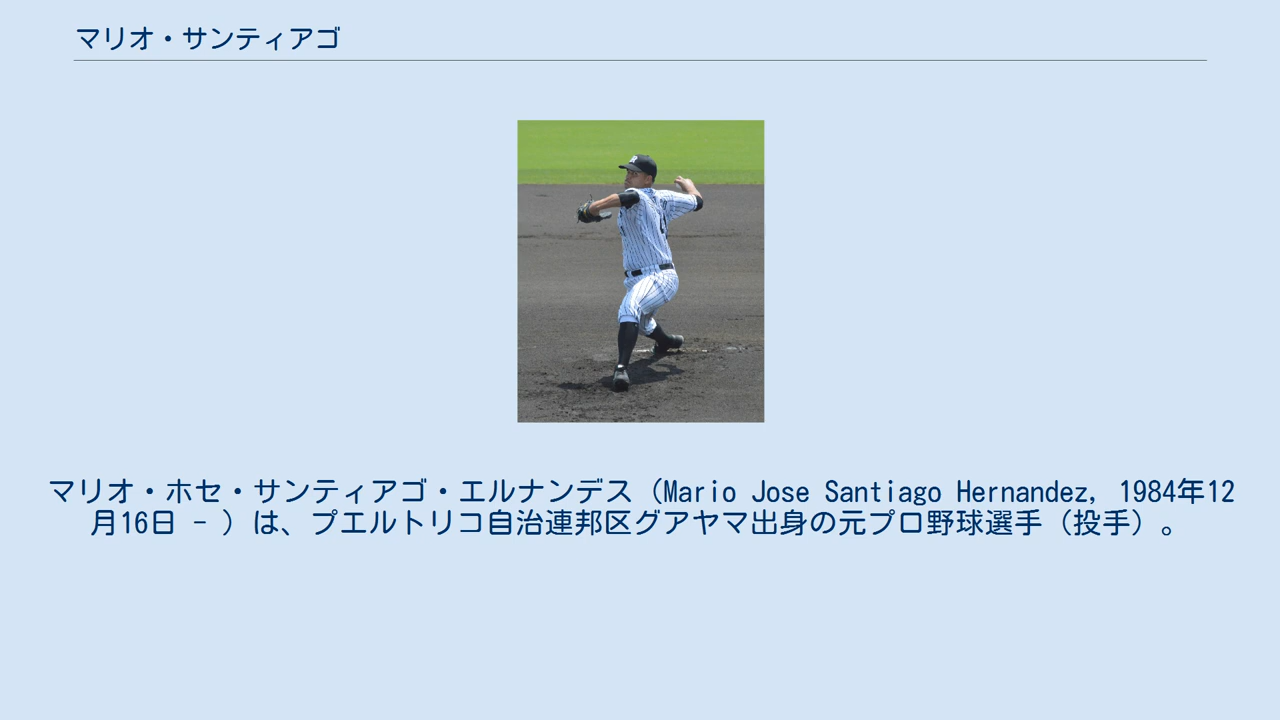 マリオ・サンティアゴ
マリオ・ホセ・サンティアゴ・エルナンデス（Mario Jose Santiago Hernandez, 1984年12
月16日 - ）は、プエルトリコ自治連邦区グアヤマ出身の元プロ野球選手（投手）。